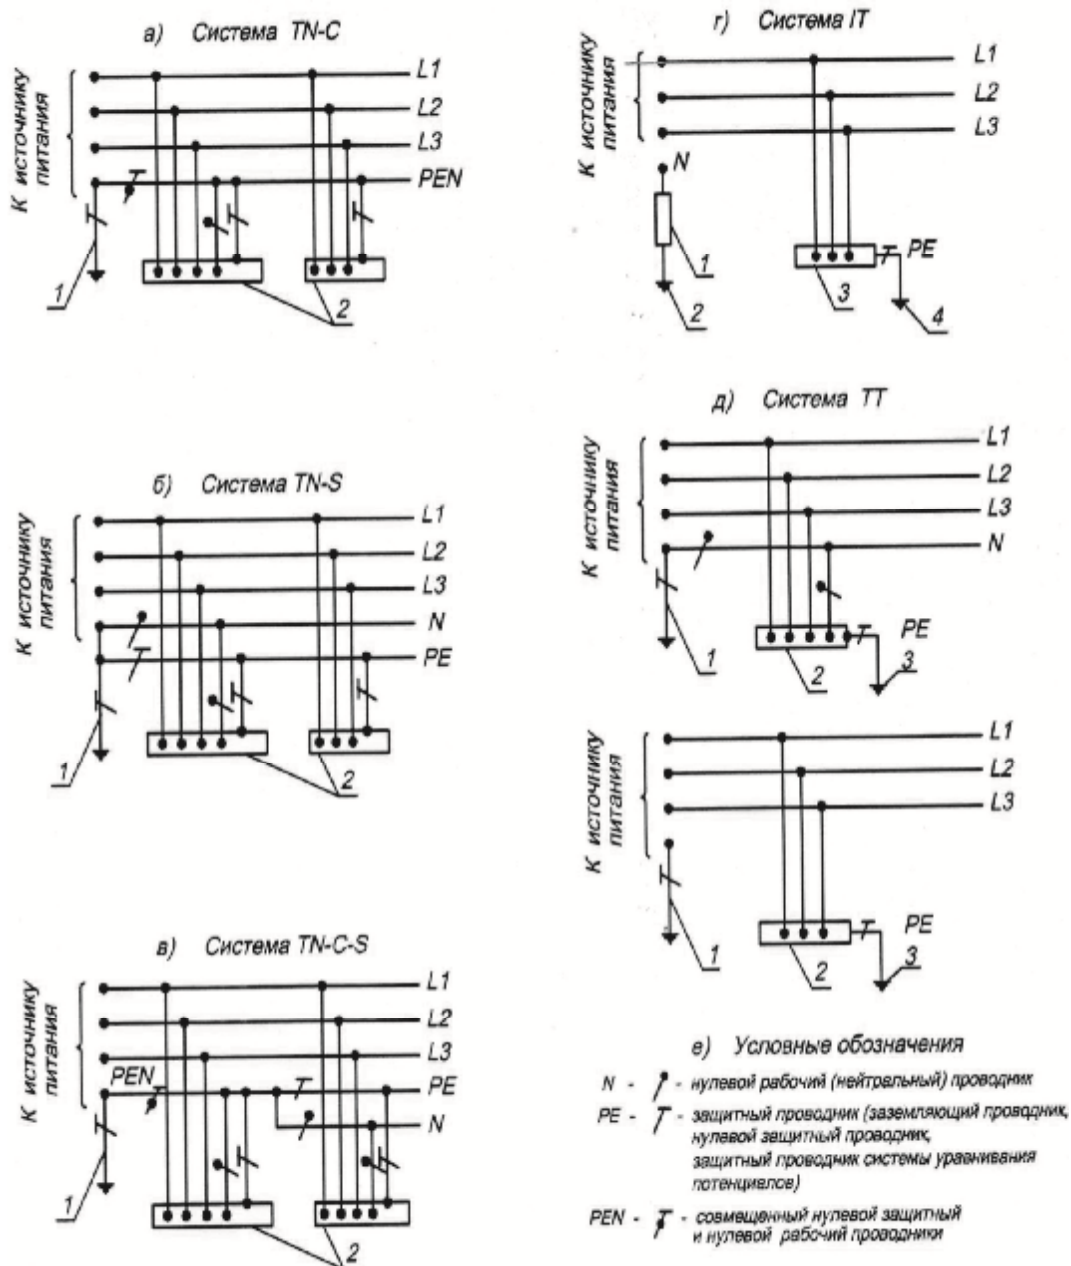 а) Система TN-C
К источнику питания
L1
L2
L3
PEN
1
2
б) Система TN-S
К источнику питания
L1
L2
L3
N
PE
1
2
в) Система TN-C-S
К источнику питания
L1
L2
L3
PEN
PE
N
1
2
г) Система IT
К источнику питания
L1
L2
L3
N
PE
1
2
3
4
д) Система TT
К источнику питания
L1
L2
L3
N
PE
1
2
3
К источнику питания
L1
L2
L3
PE
1
2
3
е) Условные обозначения
N - - нулевой рабочий (нейтральный) проводник
PE - - защитный проводник (заземляющий проводник,
нулевой защитный проводник,
защитный проводник системы уравнивания
потенциалов)
PEN - - совмещенный нулевой защитный
и нулевой рабочий проводники